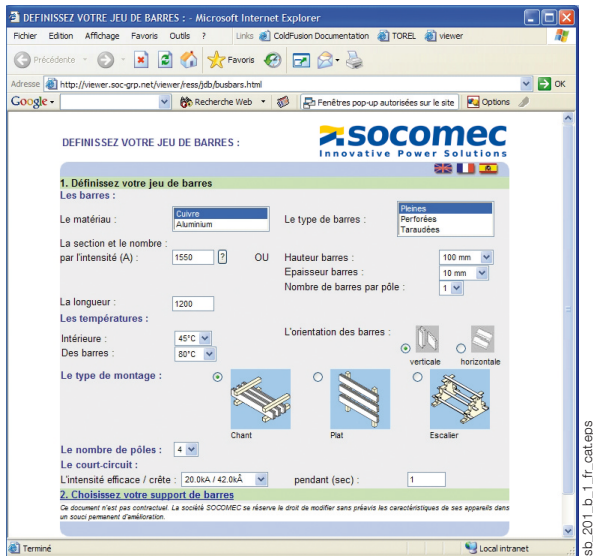 DEFINISSEZ VOTRE JEU DE BARRES : - Microsoft Internet Explorer
Fichier Edition Affichage Favoris Outils ? Links ColdFusion Documentation TOREL viewer
Précédente Favoris
Adresse http://viewer.soc-grp.net/viewer/ress/jdb/busbars.html OK
Google Recherche Web Fenêtres pop-up autorisées sur le site Options
DEFINISSEZ VOTRE JEU DE BARRES :
socomec
Innovative Power Solutions
1. Définissez votre jeu de barres
Les barres :
Le matériau : Cuivre
Aluminium
Le type de barres : Pleines
Perforées
Taraudées
La section et le nombre :
par l'intensité (A) : 1550 ? OU Hauteur barres : 100 mm
Epaisseur barres : 10 mm
Nombre de barres par pôle : 1
La longueur : 1200
Les températures :
Intérieure : 45°C
Des barres : 80°C
L'orientation des barres :
verticale horizontale
Le type de montage :
Chant Plat Escalier
Le nombre de pôles : 4
Le court-circuit :
L'intensité efficace / crête : 20.0kA / 42.0kÂ pendant (sec) : 1
2. Choisissez votre support de barres
Ce document n'est pas contractuel. La société SOCOMEC se réserve le droit de modifier sans préavis les caractéristiques de ses appareils dans
un souci permanent d'amélioration.
Terminé Local intranet
sb_201_b_1_fr_cat.eps